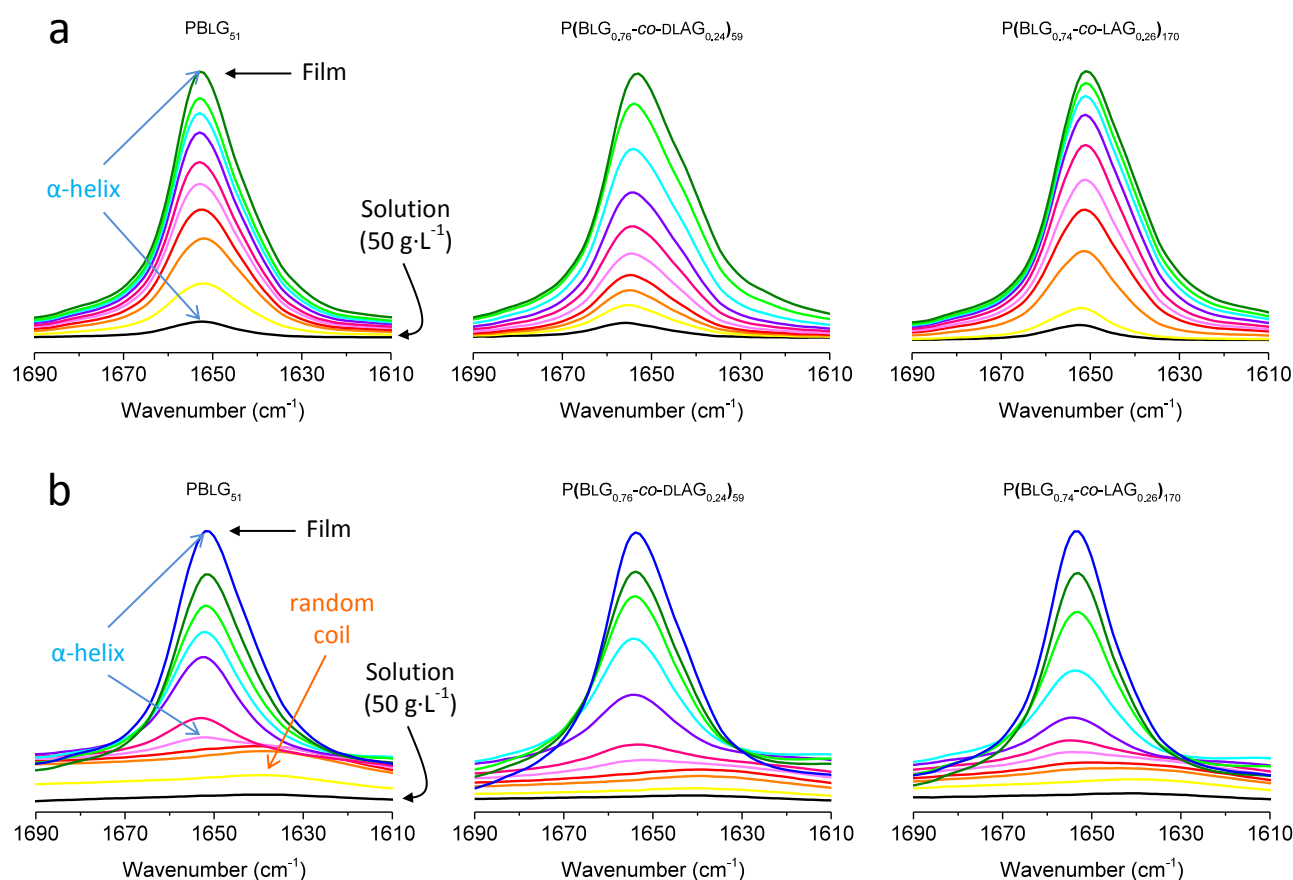 a
PBLG₅₁
P(BLG₀.₇₆-co-DLAG₀.₂₄)₅₉
P(BLG₀.₇₄-co-LAG₀.₂₆)₁₇₀
Film
α-helix
Solution
(50 g·L⁻¹)
1690 1670 1650 1630 1610
1690 1670 1650 1630 1610
1690 1670 1650 1630 1610
Wavenumber (cm⁻¹)
Wavenumber (cm⁻¹)
Wavenumber (cm⁻¹)
b
PBLG₅₁
P(BLG₀.₇₆-co-DLAG₀.₂₄)₅₉
P(BLG₀.₇₄-co-LAG₀.₂₆)₁₇₀
Film
random
coil
α-helix
Solution
(50 g·L⁻¹)
1690 1670 1650 1630 1610
1690 1670 1650 1630 1610
1690 1670 1650 1630 1610
Wavenumber (cm⁻¹)
Wavenumber (cm⁻¹)
Wavenumber (cm⁻¹)